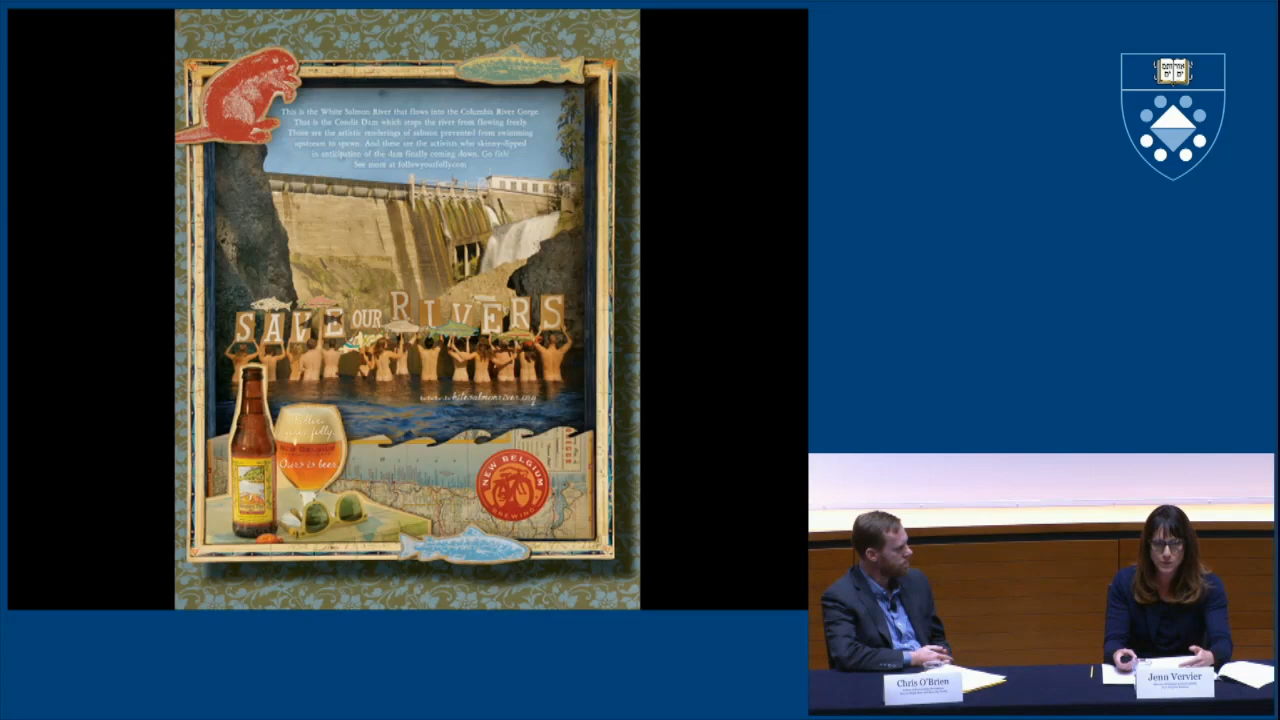 This is the White Salmon River that flows into the Columbia River Gorge.
That is the Condit Dam which stops the river from flowing freely.
These are the artistic renderings of salmon prevented from swimming
upstream to spawn. And these are the activists who skinny-dipped
in anticipation of the dam finally coming down. Go fish!
See more at followyourfolly.com
SAVE OUR RIVERS
www.whitesalmonriver.org
Follow
your folly.
Ours is beer.
NEW BELGIUM
BREWING
Chris O'Brien
Jenn Vervier